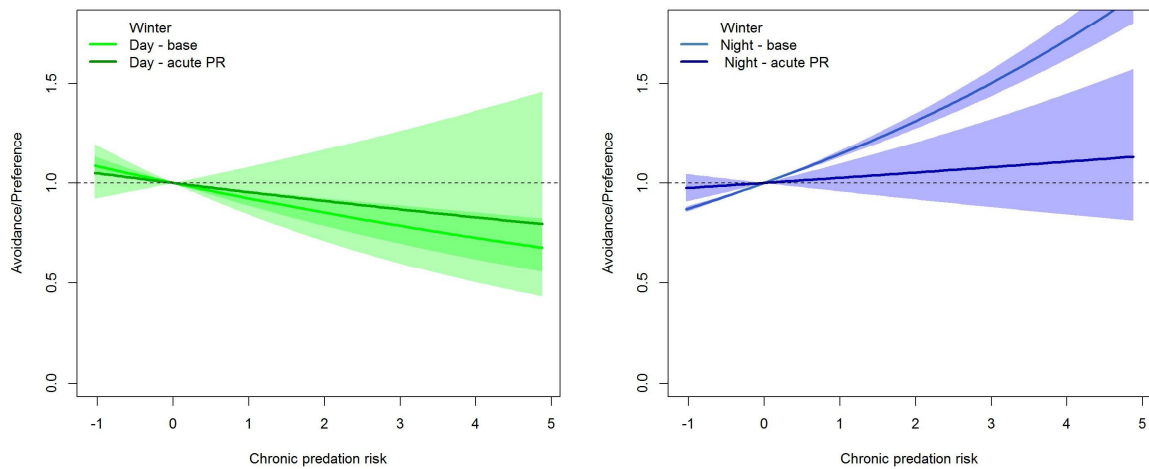 Winter
Day - base
Day - acute PR
Avoidance/Preference
0.0
0.5
1.0
1.5
-1 0 1 2 3 4 5
Chronic predation risk
Winter
Night - base
Night - acute PR
Avoidance/Preference
0.0
0.5
1.0
1.5
-1 0 1 2 3 4 5
Chronic predation risk